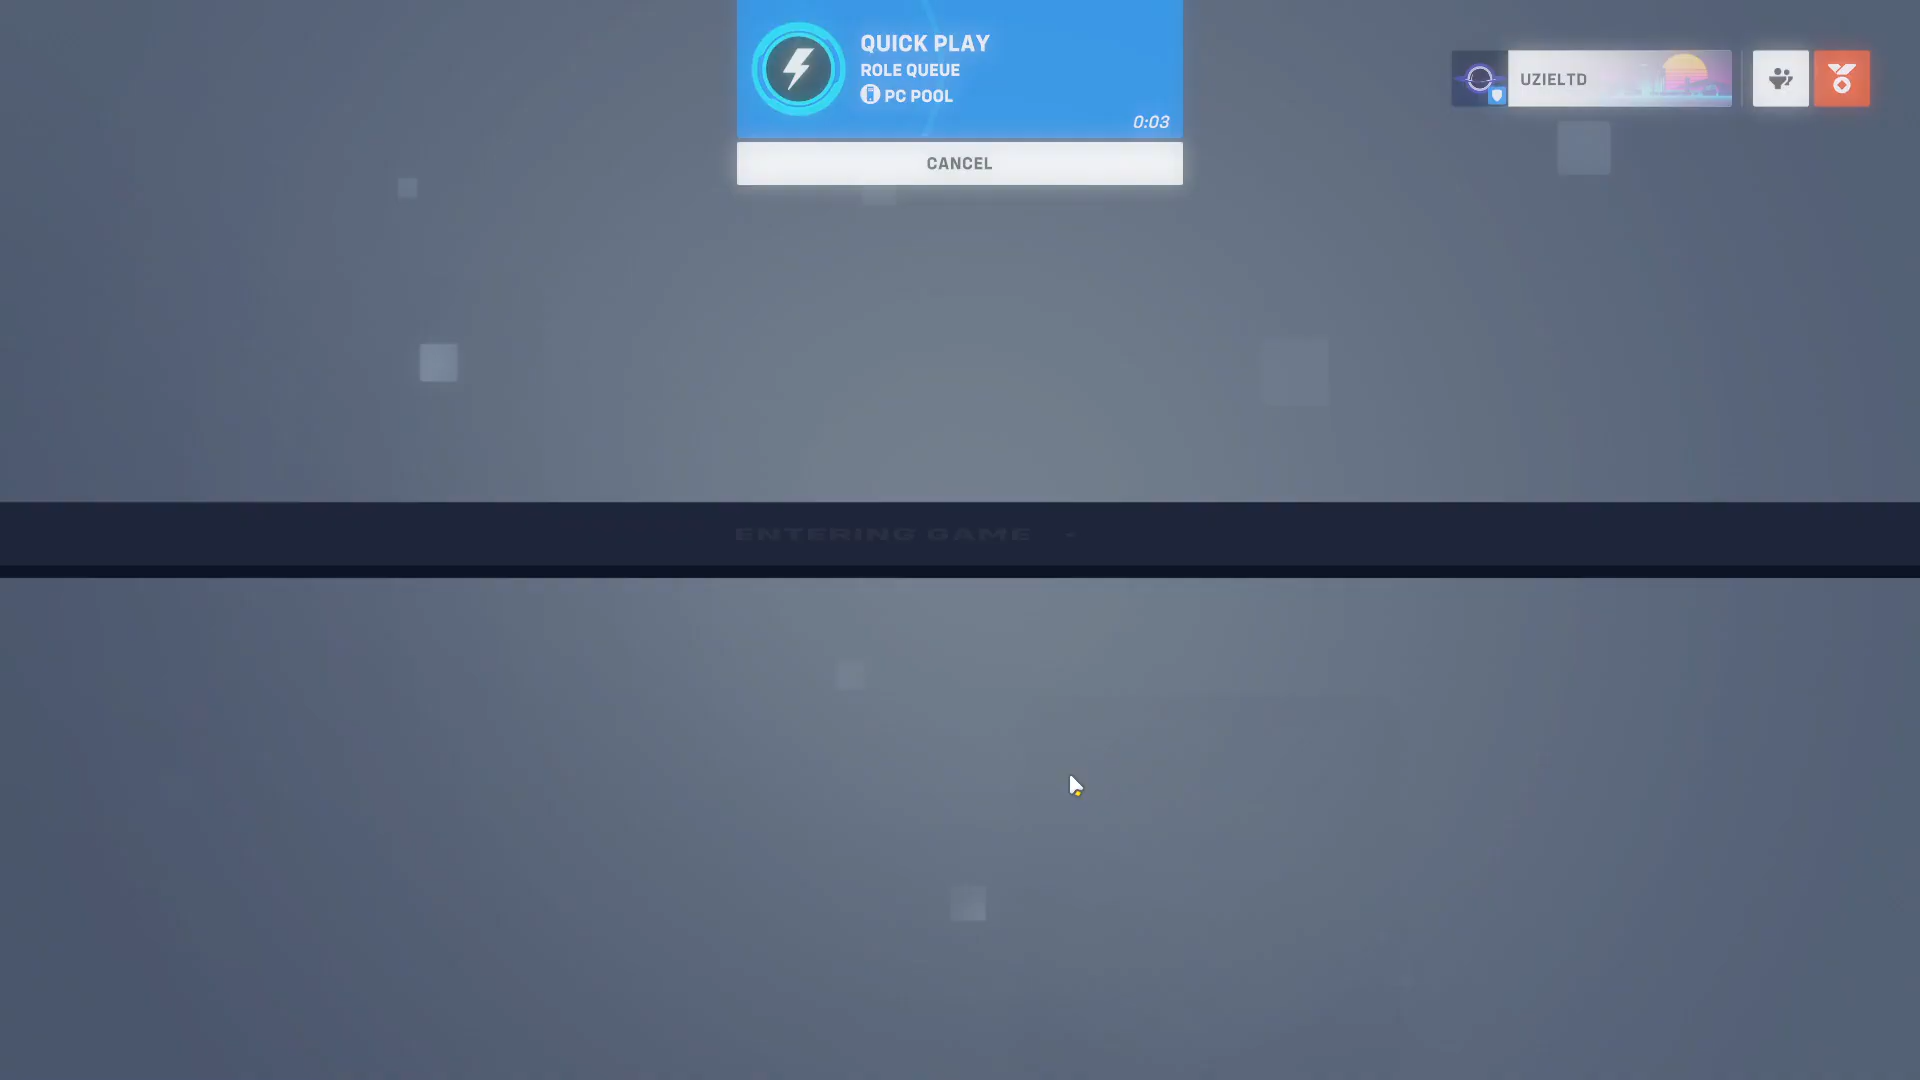 QUICK PLAY
ROLE QUEUE
PC POOL
0:03
CANCEL
UZIELTD
ENTERING GAME